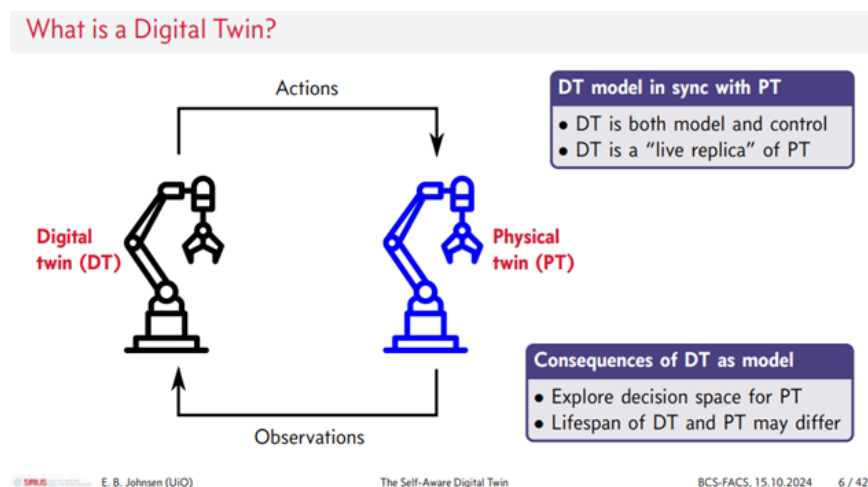 What is a Digital Twin?
Actions
DT model in sync with PT
• DT is both model and control
• DT is a “live replica” of PT
Digital
twin (DT)
Physical
twin (PT)
Consequences of DT as model
• Explore decision space for PT
• Lifespan of DT and PT may differ
Observations
SIRIUS
E. B. Johnsen (UiO)
The Self-Aware Digital Twin
BCS-FACS, 15.10.2024
6 / 42